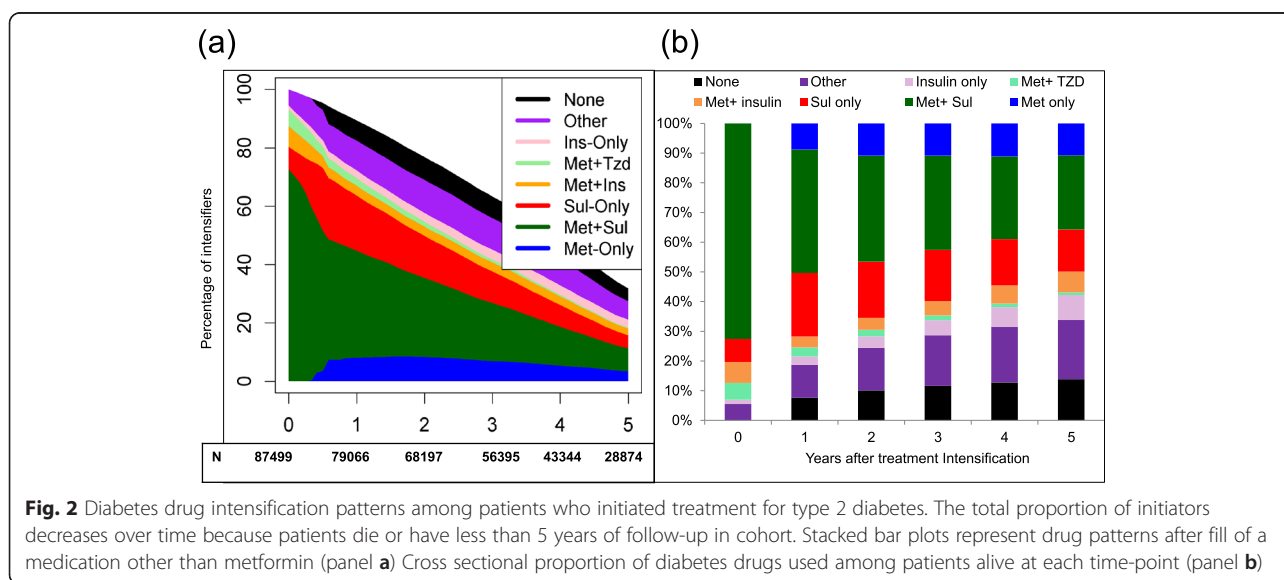 (a)
(b)
Percentage of intensifiers
100
80
60
40
20
0
None
Other
Ins-Only
Met+Tzd
Met+Ins
Sul-Only
Met+Sul
Met-Only
0 1 2 3 4 5
N 87499 79066 68197 56395 43344 28874
None Other Insulin only Met+ TZD
Met+ insulin Sul only Met+ Sul Met only
100%
90%
80%
70%
60%
50%
40%
30%
20%
10%
0%
0 1 2 3 4 5
Years after treatment Intensification
Fig. 2 Diabetes drug intensification patterns among patients who initiated treatment for type 2 diabetes. The total proportion of initiators
decreases over time because patients die or have less than 5 years of follow-up in cohort. Stacked bar plots represent drug patterns after fill of a
medication other than metformin (panel a) Cross sectional proportion of diabetes drugs used among patients alive at each time-point (panel b)